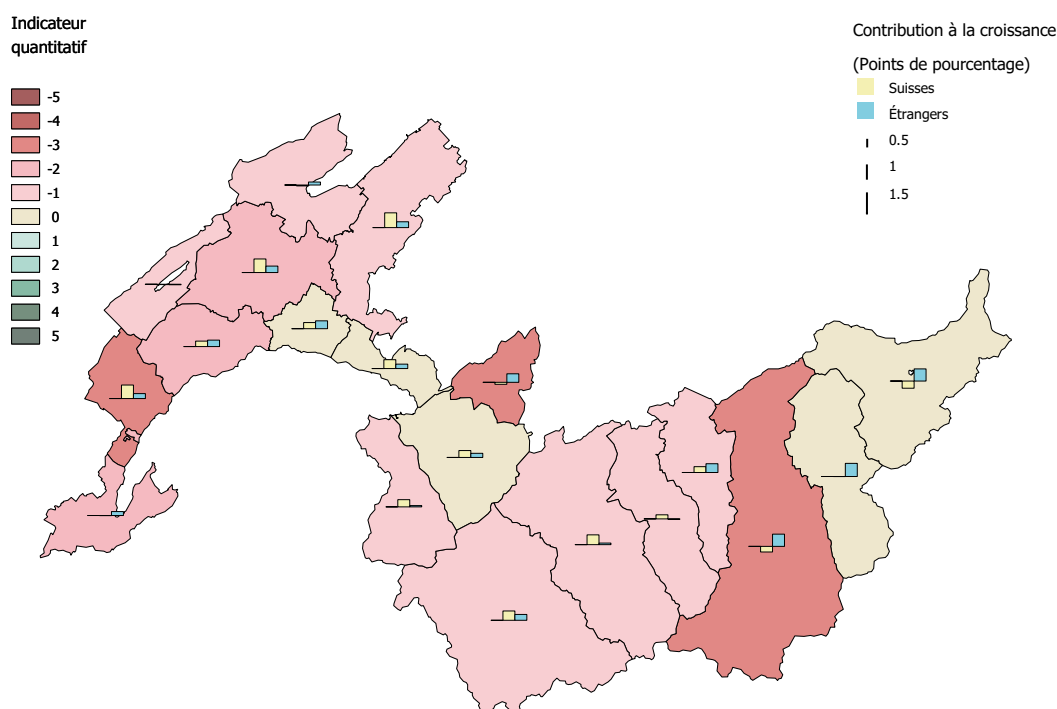 Indicateur
quantitatif
-5
-4
-3
-2
-1
0
1
2
3
4
5
Contribution à la croissance
(Points de pourcentage)
Suisses
Étrangers
0.5
1
1.5